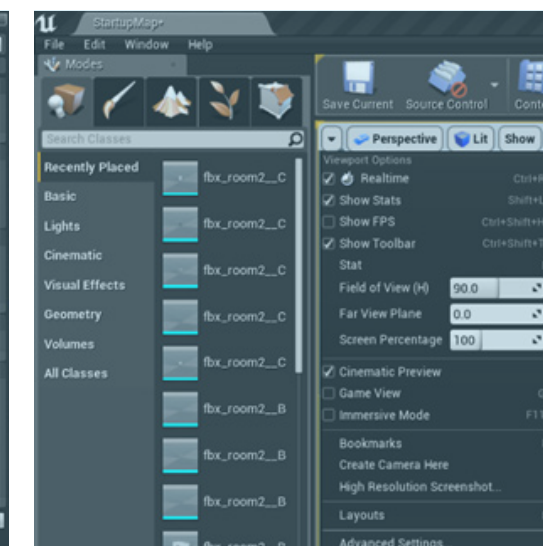 StartupMap*
File Edit Window Help
Modes
Save Current Source Control
Search Classes
Recently Placed
Basic
Lights
Cinematic
Visual Effects
Geometry
Volumes
All Classes
fbx_room2__C
fbx_room2__C
fbx_room2__C
fbx_room2__C
fbx_room2__C
fbx_room2__B
fbx_room2__B
fbx_room2__B
Perspective Lit Show
Viewport Options
Realtime Ctrl+R
Show Stats Shift+L
Show FPS Ctrl+Shift+H
Show Toolbar Ctrl+Shift+T
Stat
Field of View (H) 90.0
Far View Plane 0.0
Screen Percentage 100
Cinematic Preview
Game View G
Immersive Mode F11
Bookmarks
Create Camera Here
High Resolution Screenshot...
Layouts
Advanced Settings...